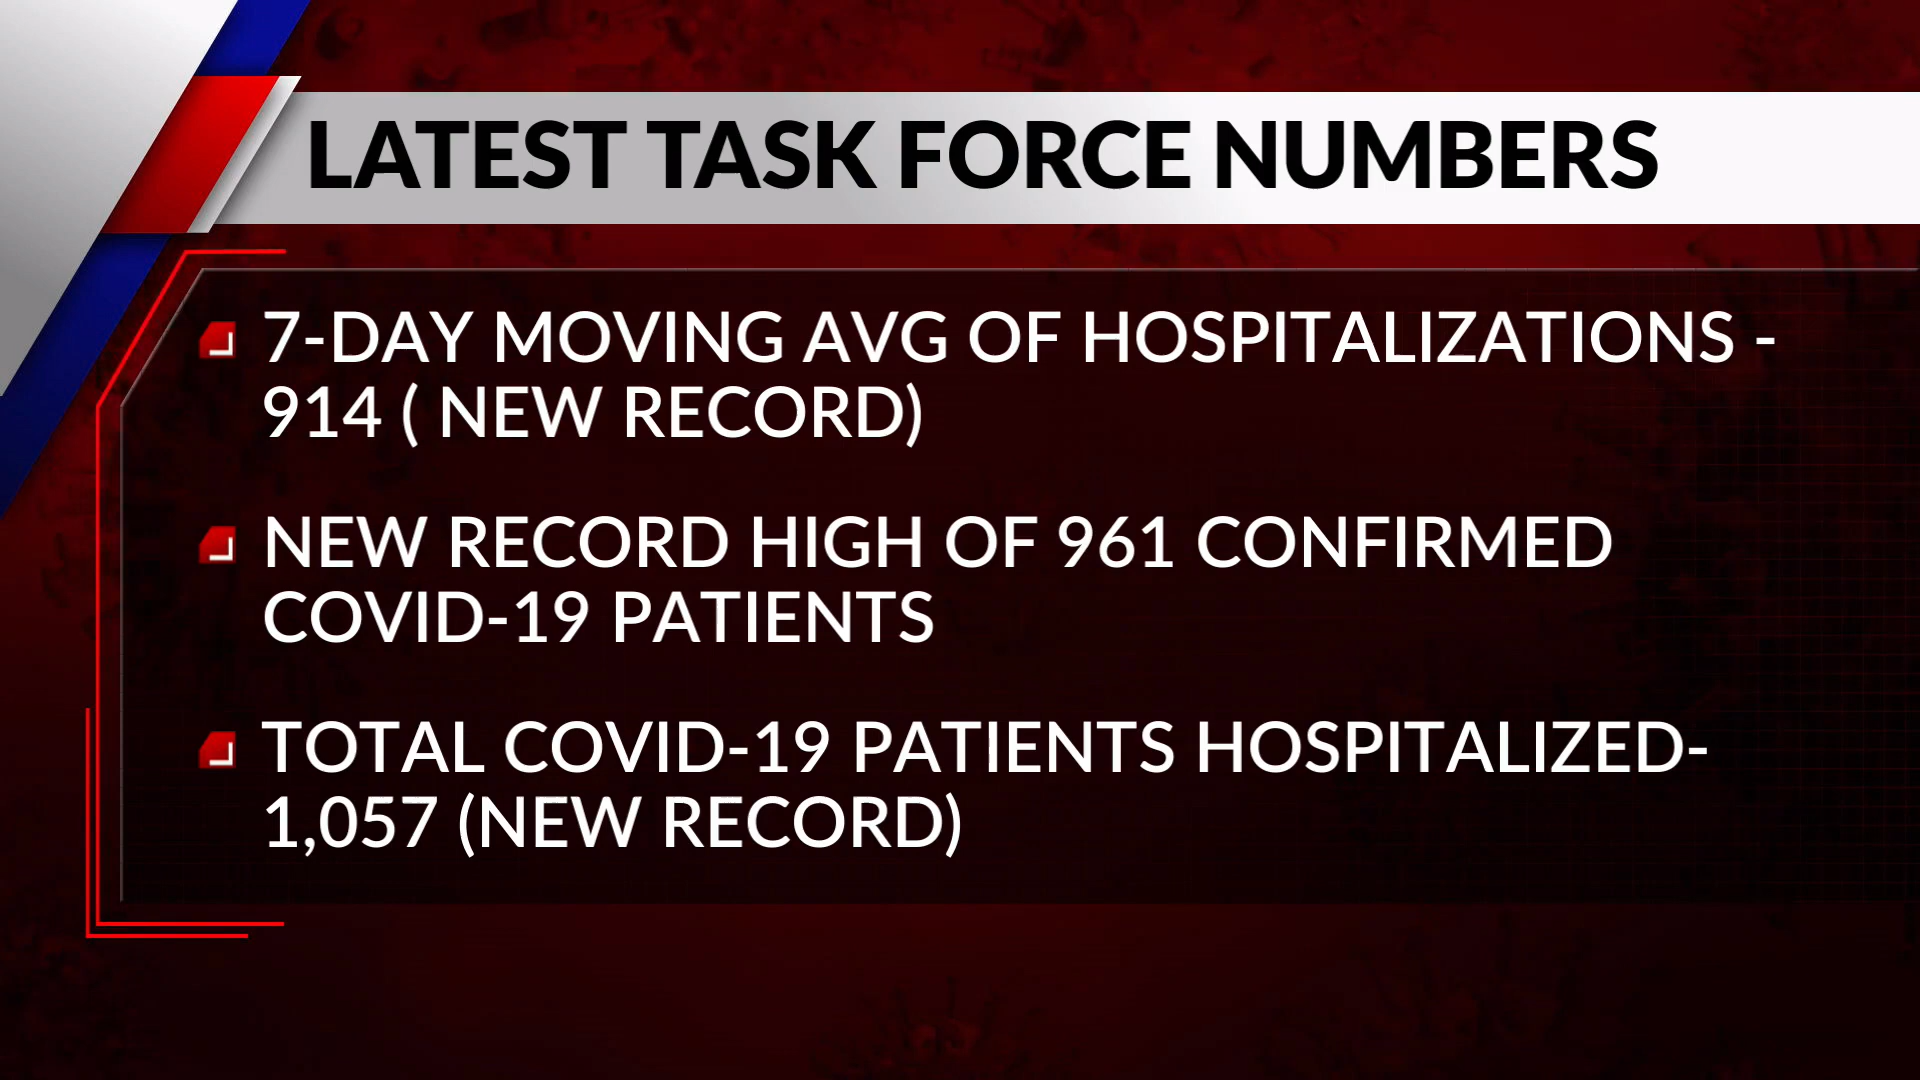 LATEST TASK FORCE NUMBERS
7-DAY MOVING AVG OF HOSPITALIZATIONS -
914 ( NEW RECORD)
NEW RECORD HIGH OF 961 CONFIRMED
COVID-19 PATIENTS
TOTAL COVID-19 PATIENTS HOSPITALIZED-
1,057 (NEW RECORD)